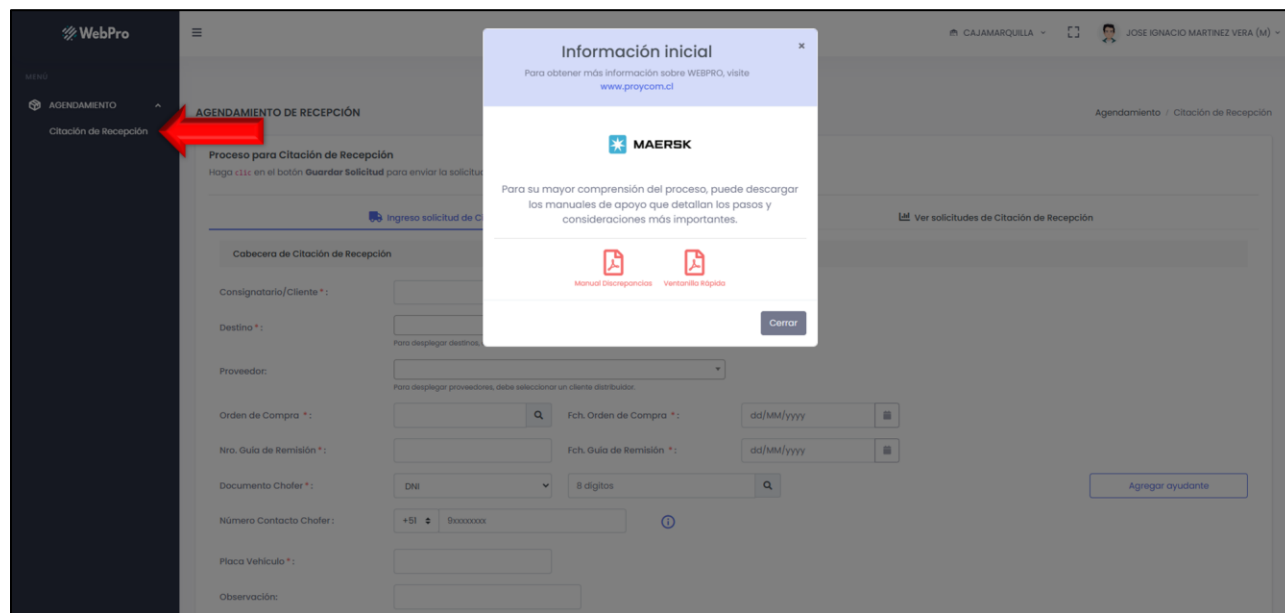 WebPro
CAJAMARQUILLA
JOSE IGNACIO MARTINEZ VERA (M)
MENÚ
AGENDAMIENTO
Citación de Recepción
Información inicial
×
Para obtener más información sobre WEBPRO, visite
www.proycom.cl
MAERSK
Para su mayor comprensión del proceso, puede descargar
los manuales de apoyo que detallan los pasos y
consideraciones más importantes.
Manual Discrepancias
Ventanilla Rápida
Cerrar
AGENDAMIENTO DE RECEPCIÓN
Agendamiento / Citación de Recepción
Proceso para Citación de Recepción
Haga clic en el botón Guardar Solicitud para enviar la solicitud
Ingreso solicitud de C
Ver solicitudes de Citación de Recepción
Cabecera de Citación de Recepción
Consignatario/Cliente * :
Destino * :
Para desplegar destinos,
Proveedor:
Para desplegar proveedores, debe seleccionar un cliente distribuidor.
Orden de Compra * :
Fch. Orden de Compra * :
dd/MM/yyyy
Nro. Guía de Remisión * :
Fch. Guía de Remisión * :
dd/MM/yyyy
Documento Chofer * :
DNI
8 dígitos
Agregar ayudante
Número Contacto Chofer :
+51
9xxxxxxxx
Placa Vehículo * :
Observación: